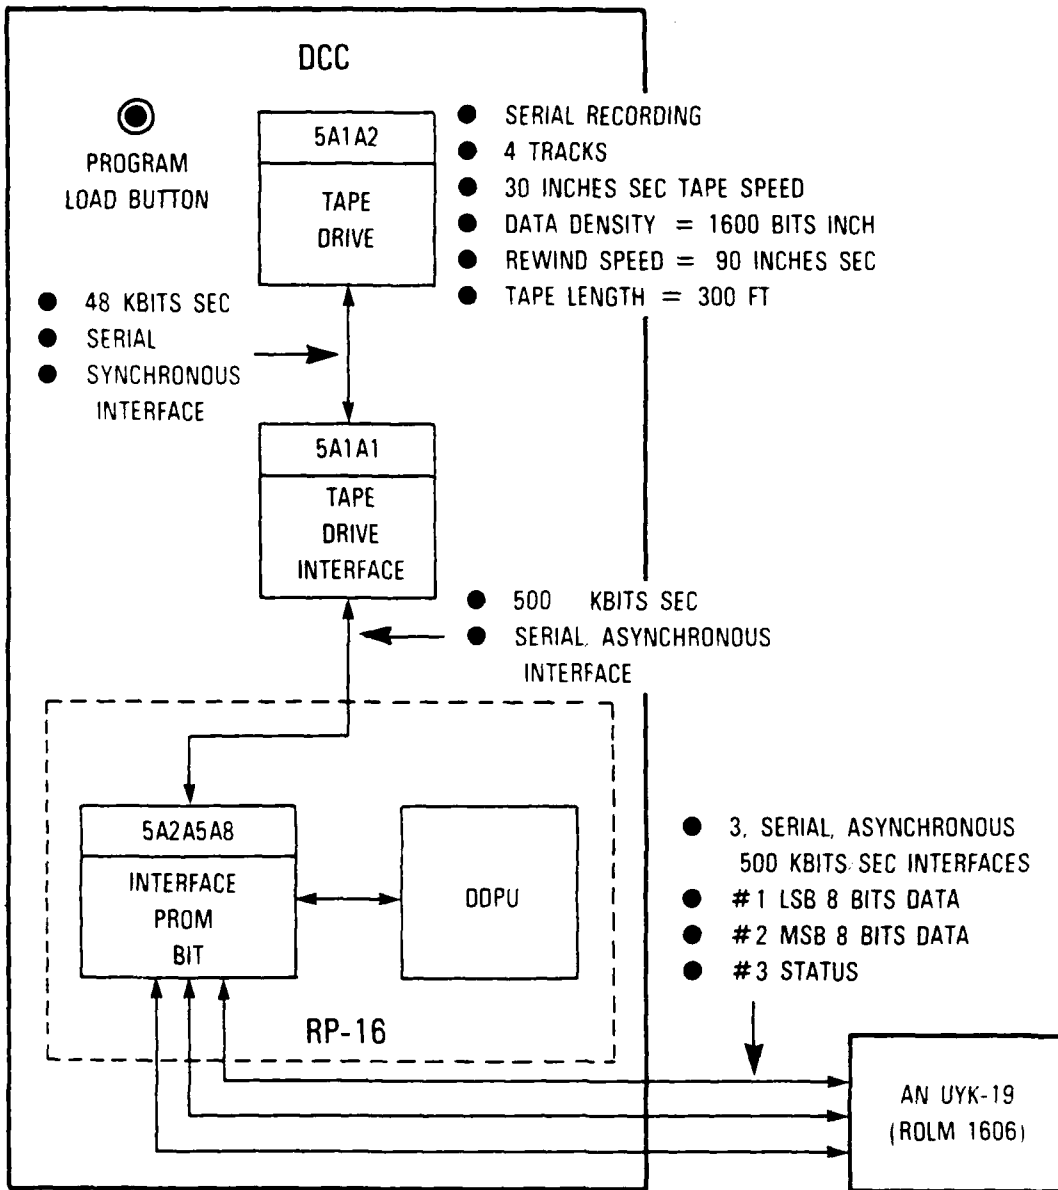 DCC
PROGRAM
LOAD BUTTON
5A1A2
TAPE
DRIVE
● SERIAL RECORDING
● 4 TRACKS
● 30 INCHES SEC TAPE SPEED
● DATA DENSITY = 1600 BITS INCH
● REWIND SPEED = 90 INCHES SEC
● TAPE LENGTH = 300 FT
● 48 KBITS SEC
● SERIAL
● SYNCHRONOUS
INTERFACE
5A1A1
TAPE
DRIVE
INTERFACE
● 500 KBITS SEC
● SERIAL, ASYNCHRONOUS
INTERFACE
5A2A5A8
INTERFACE
PROM
BIT
DDPU
RP-16
● 3, SERIAL, ASYNCHRONOUS
500 KBITS SEC INTERFACES
● #1 LSB 8 BITS DATA
● #2 MSB 8 BITS DATA
● #3 STATUS
AN UYK-19
(ROLM 1606)